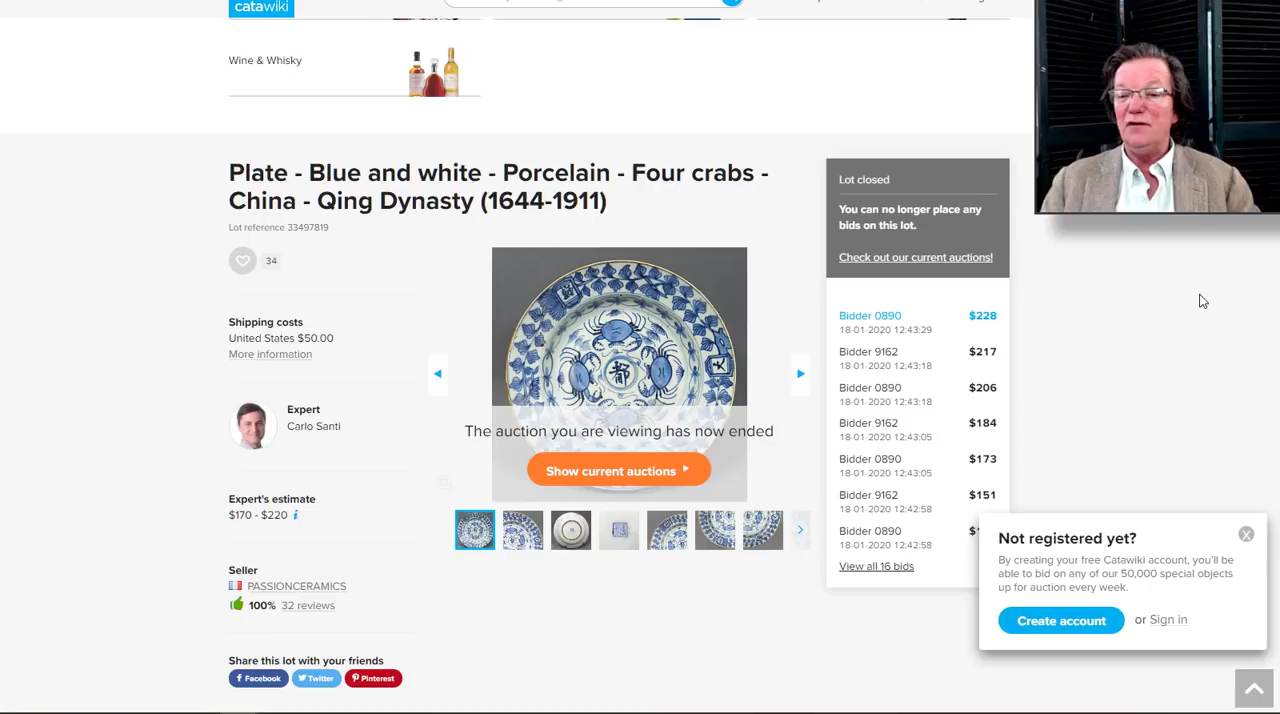 catawiki
Wine & Whisky
Plate - Blue and white - Porcelain - Four crabs -
China - Qing Dynasty (1644-1911)
Lot reference 33497819
34
Shipping costs
United States $50.00
More information
Expert
Carlo Santi
Expert's estimate
$170 - $220 i
Seller
PASSIONCERAMICS
100% 32 reviews
Share this lot with your friends
Facebook Twitter Pinterest
The auction you are viewing has now ended
Show current auctions
Lot closed
You can no longer place any
bids on this lot.
Check out our current auctions!
Bidder 0890 $228
18-01-2020 12:43:29
Bidder 9162 $217
18-01-2020 12:43:18
Bidder 0890 $206
18-01-2020 12:43:18
Bidder 9162 $184
18-01-2020 12:43:05
Bidder 0890 $173
18-01-2020 12:43:05
Bidder 9162 $151
18-01-2020 12:42:58
Bidder 0890
18-01-2020 12:42:58
View all 16 bids
Not registered yet?
By creating your free Catawiki account, you'll be
able to bid on any of our 50,000 special objects
up for auction every week.
Create account or Sign in